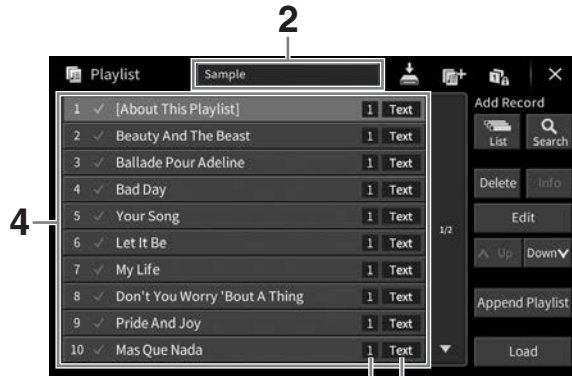 2
Playlist Sample
Add Record
1 [About This Playlist] 1 Text
List Search
2 Beauty And The Beast 1 Text
3 Ballade Pour Adeline 1 Text
Delete Info
4 Bad Day 1 Text
4
5 Your Song 1 Text
Edit
1/2
6 Let It Be 1 Text
Up Down
7 My Life 1 Text
8 Don't You Worry 'Bout A Thing 1 Text
Append Playlist
9 Pride And Joy 1 Text
10 Mas Que Nada 1 Text
Load